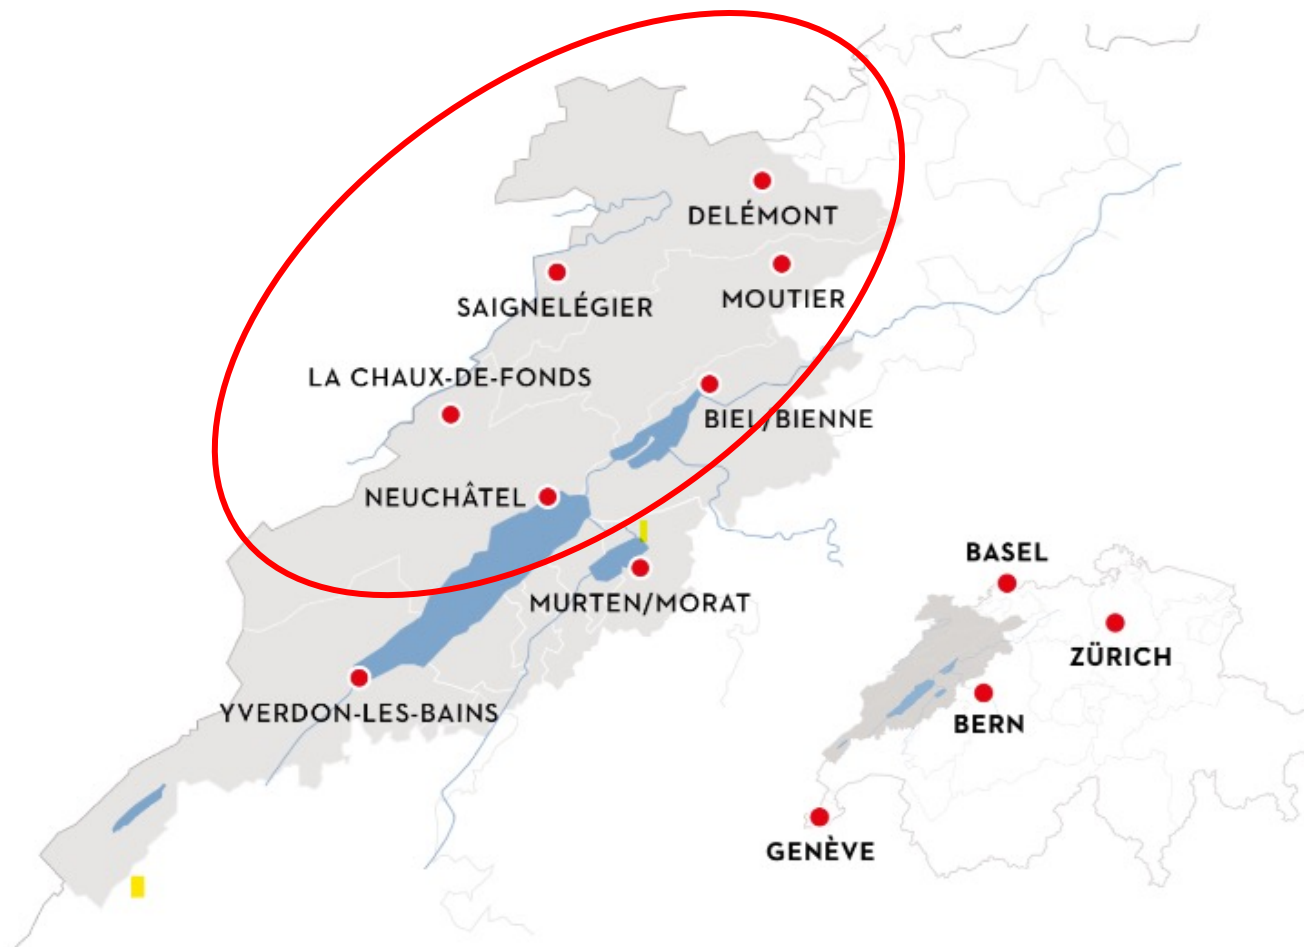 DELÉMONT
MOUTIER
SAIGNELÉGIER
LA CHAUX-DE-FONDS
BIEL/BIENNE
NEUCHÂTEL
MURTEN/MORAT
YVERDON-LES-BAINS
BASEL
ZÜRICH
BERN
GENÈVE